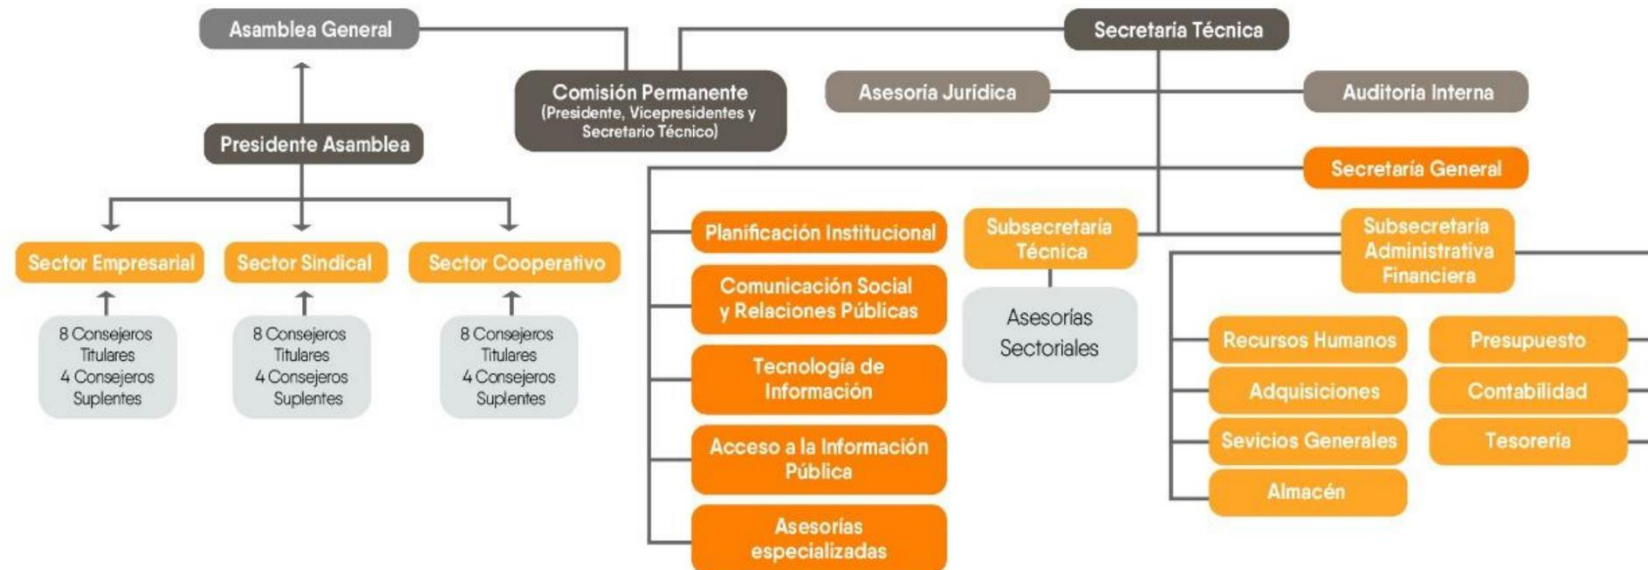 Asamblea General
Secretaría Técnica
Comisión Permanente
(Presidente, Vicepresidentes y
Secretario Técnico)
Asesoría Jurídica
Auditoría Interna
Presidente Asamblea
Secretaría General
Sector Empresarial
Sector Sindical
Sector Cooperativo
8 Consejeros
Titulares
4 Consejeros
Suplentes
8 Consejeros
Titulares
4 Consejeros
Suplentes
8 Consejeros
Titulares
4 Consejeros
Suplentes
Planificación Institucional
Comunicación Social
y Relaciones Públicas
Tecnología de
Información
Acceso a la Información
Pública
Asesorías
especializadas
Subsecretaría
Técnica
Asesorías
Sectoriales
Subsecretaría
Administrativa
Financiera
Recursos Humanos
Adquisiciones
Sevicios Generales
Almacén
Presupuesto
Contabilidad
Tesorería